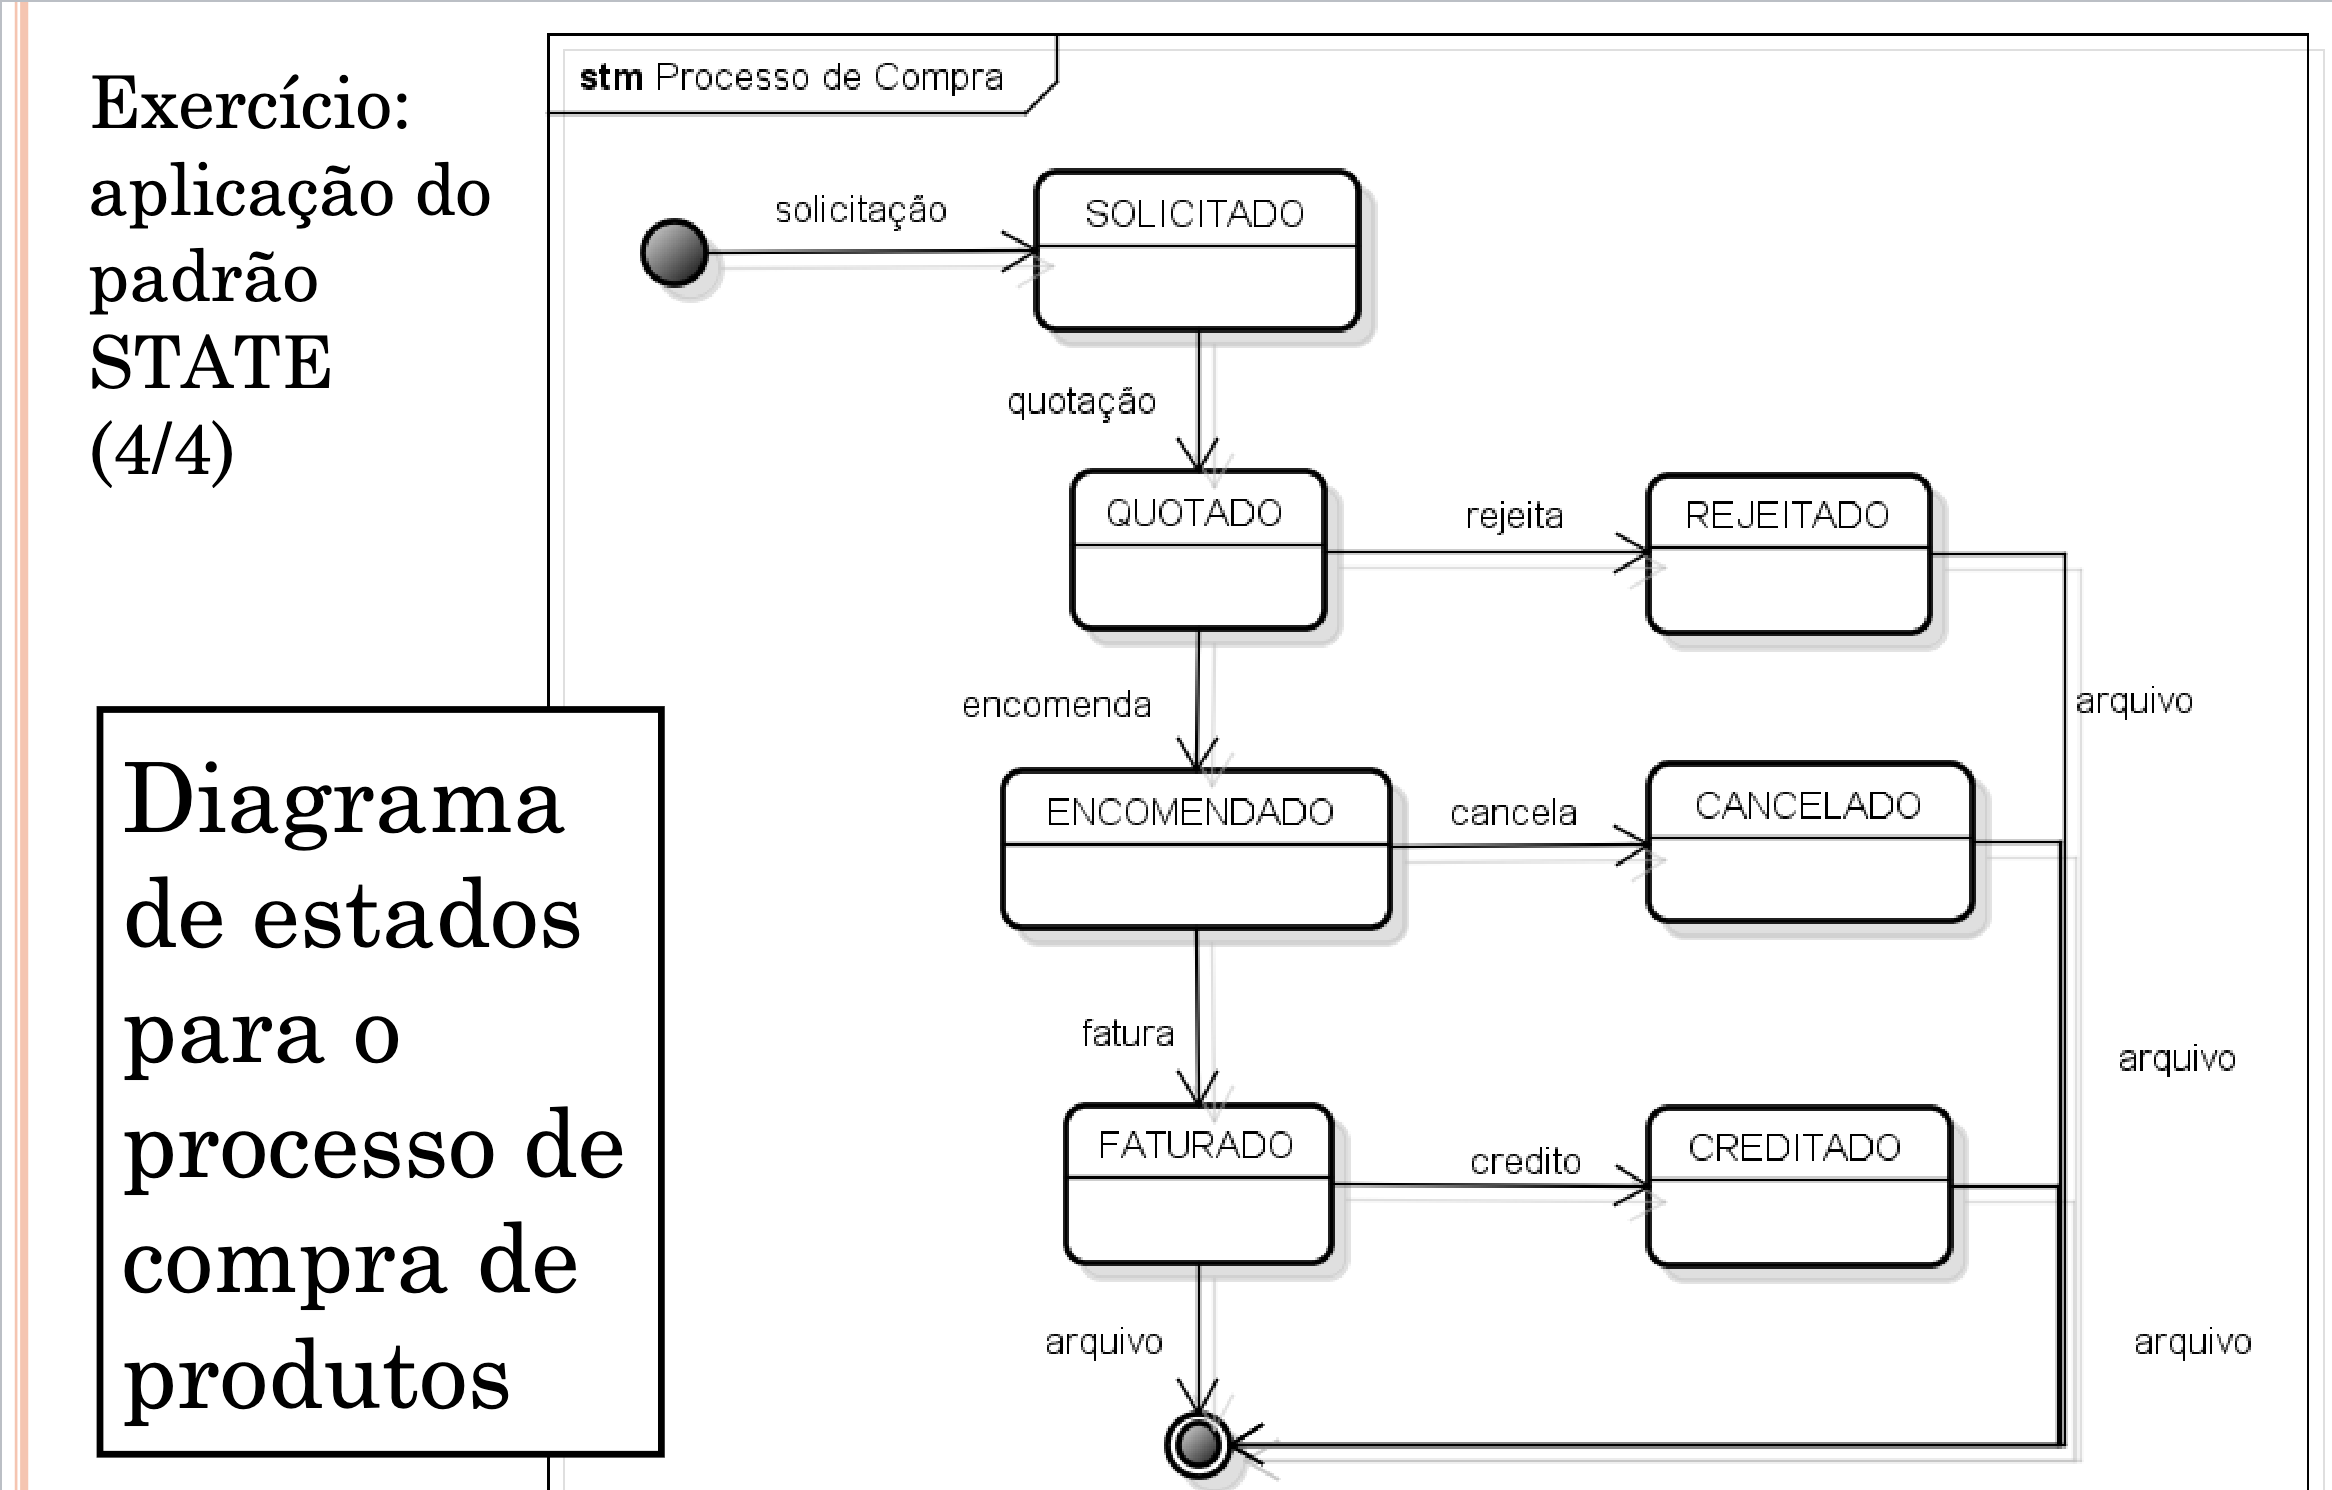 Exercício:
aplicação do
padrão
STATE
(4/4)
Diagrama
de estados
para o
processo de
compra de
produtos
stm Processo de Compra
solicitação
SOLICITADO
quotação
QUOTADO
rejeita
REJEITADO
encomenda
arquivo
ENCOMENDADO
cancela
CANCELADO
fatura
arquivo
FATURADO
credito
CREDITADO
arquivo
arquivo